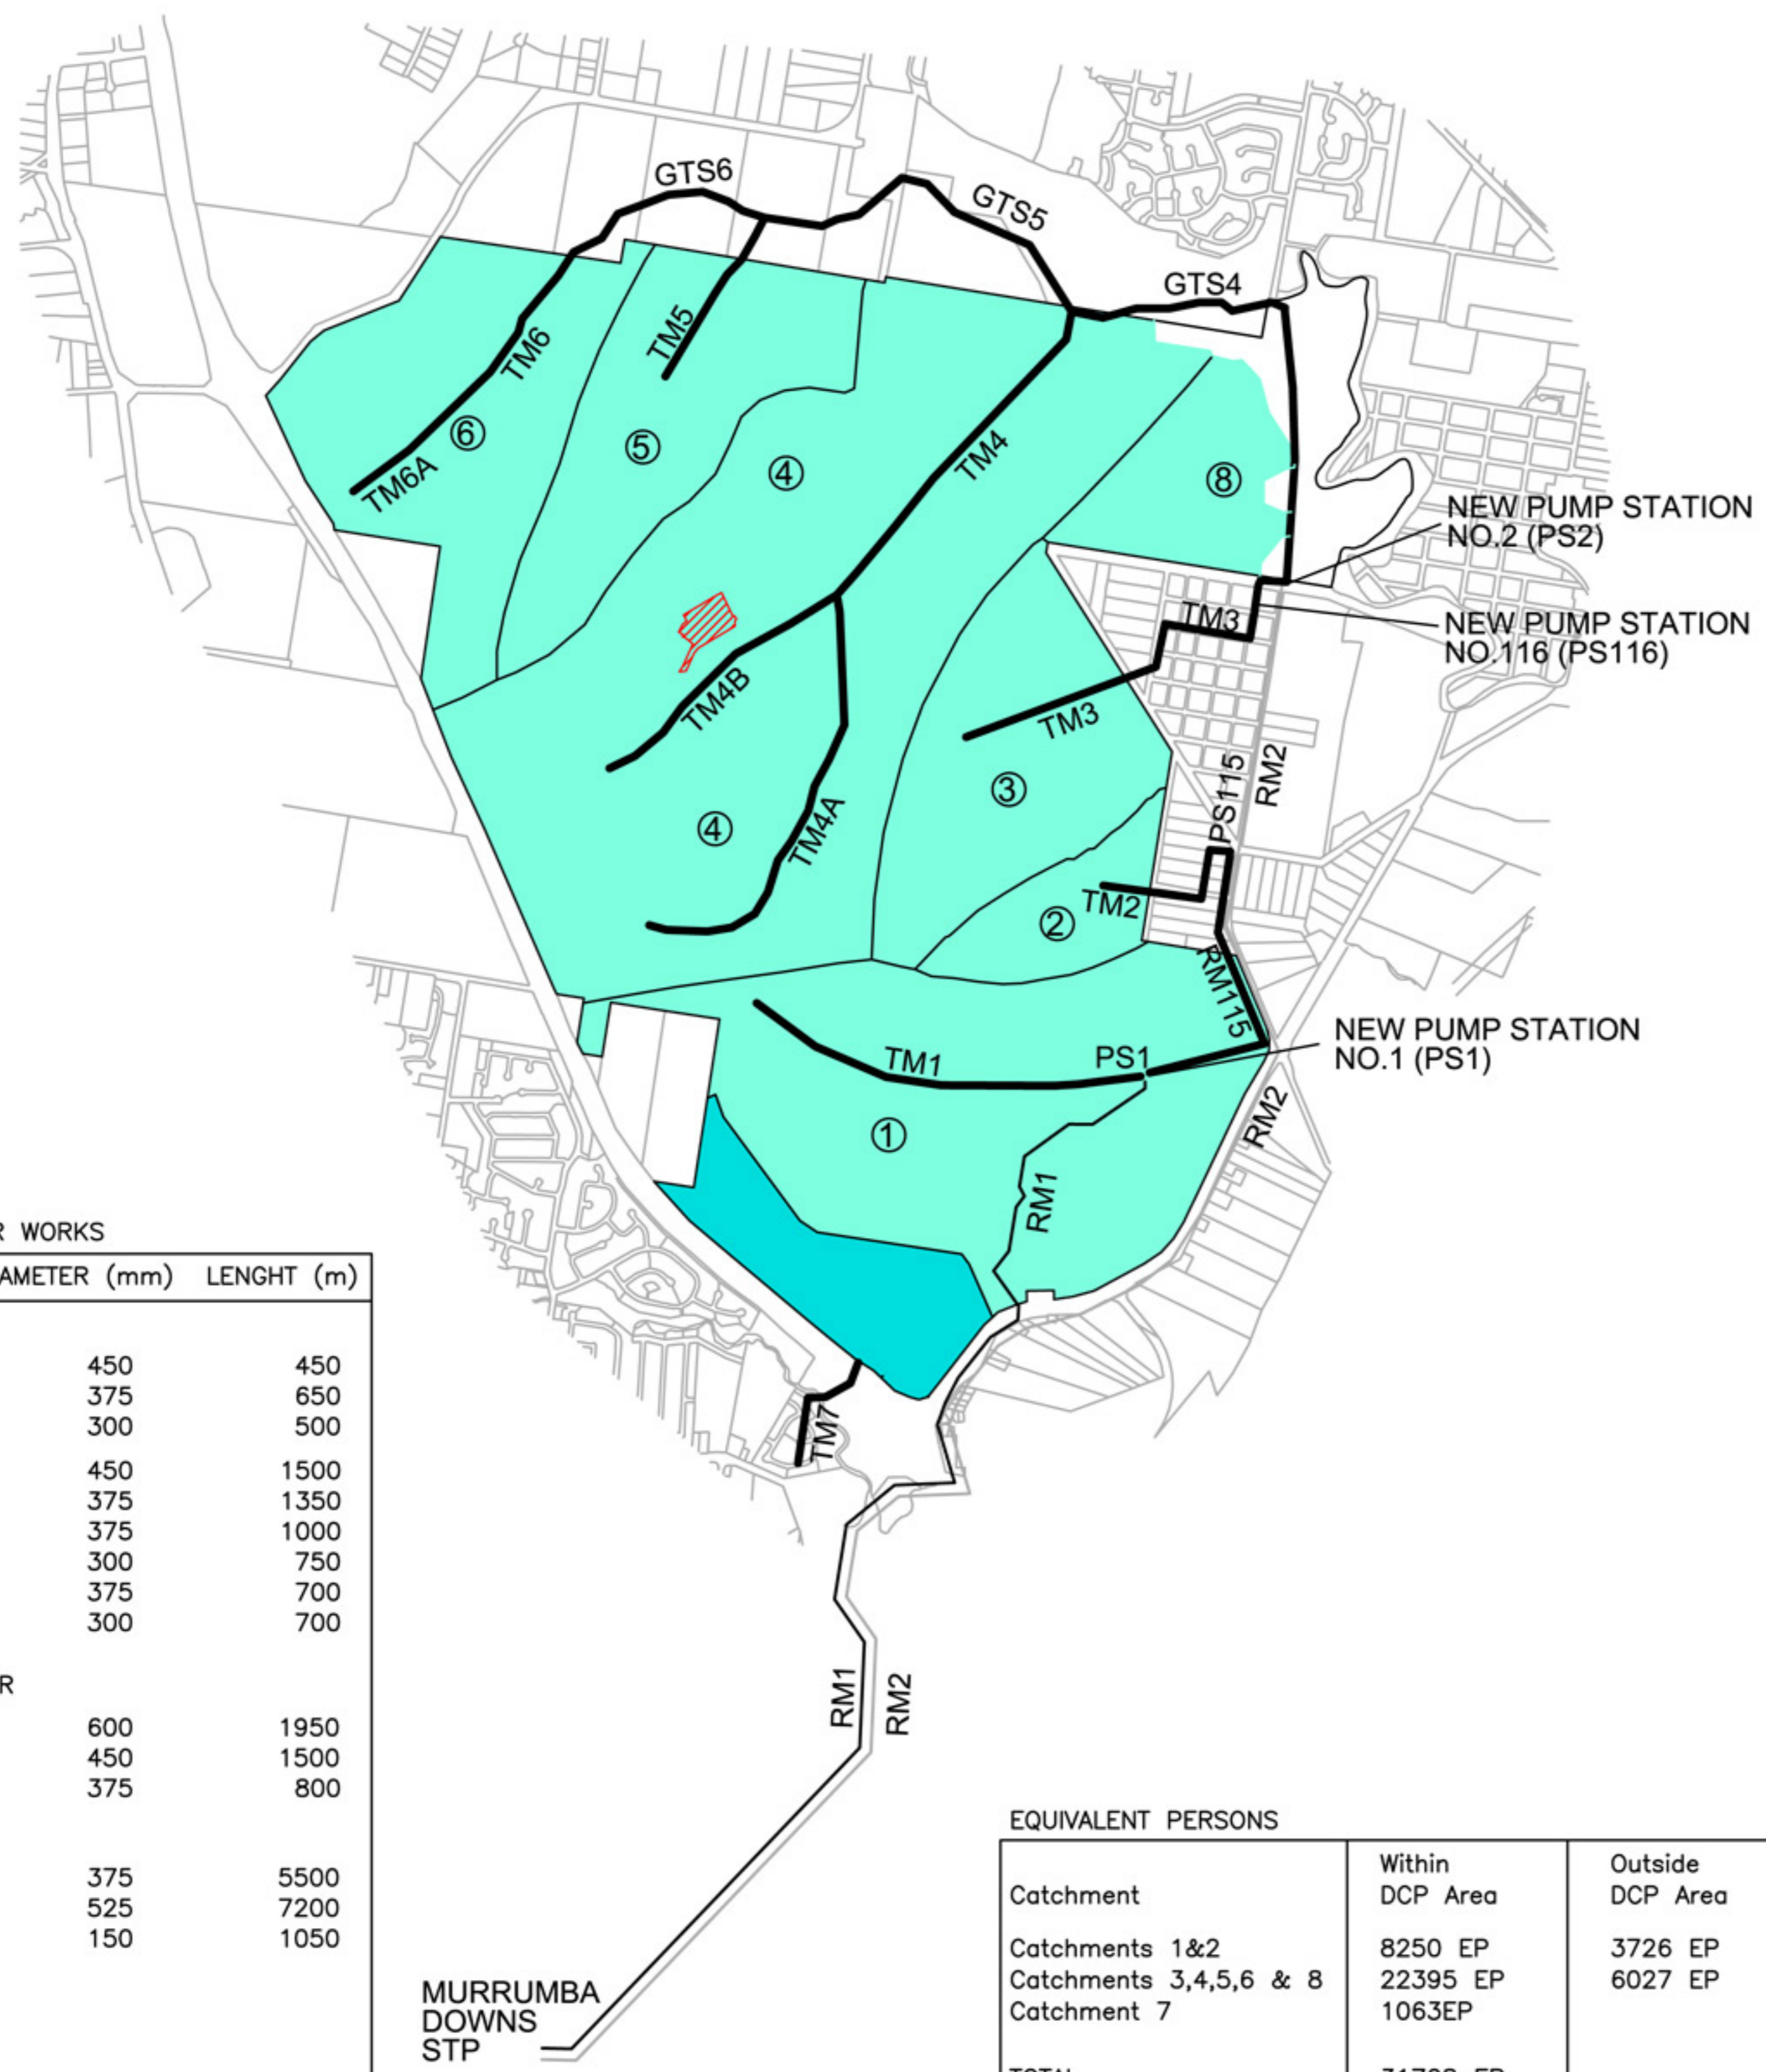 GTS6
GTS5
GTS4
TM5
TM6
TM4
⑥
⑤
④
⑧
TM6A
NEW PUMP STATION
NO.2 (PS2)
TM3
NEW PUMP STATION
NO.116 (PS116)
TM4B
TM3
PS115
RM2
③
④
TM4A
TM2
②
RM115
NEW PUMP STATION
NO.1 (PS1)
TM1
PS1
①
RM2
RM1
TM7
RM1
RM2
MURRUMBA
DOWNS
STP
R WORKS
AMETER (mm) LENGHT (m)
450 450
375 650
300 500
450 1500
375 1350
375 1000
300 750
375 700
300 700
R
600 1950
450 1500
375 800
375 5500
525 7200
150 1050
EQUIVALENT PERSONS
Within Outside
Catchment DCP Area DCP Area
Catchments 1&2 8250 EP 3726 EP
Catchments 3,4,5,6 & 8 22395 EP 6027 EP
Catchment 7 1063EP